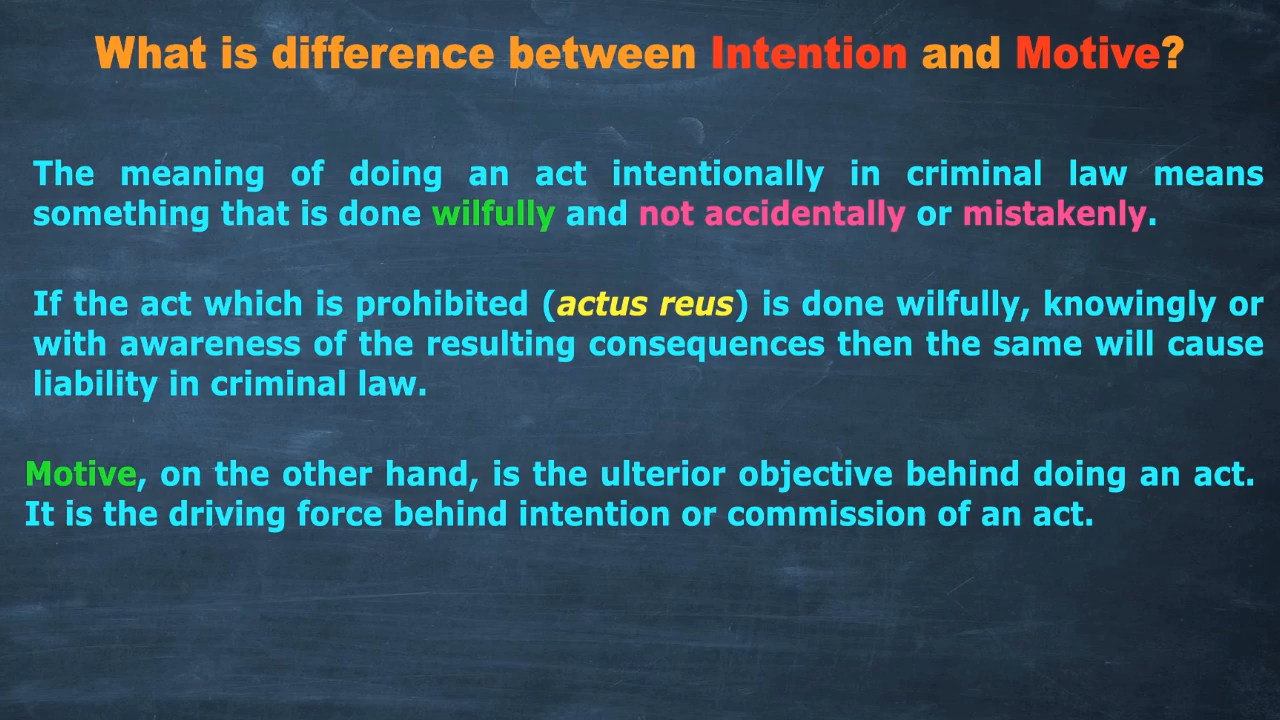 What is difference between Intention and Motive?
The meaning of doing an act intentionally in criminal law means
something that is done wilfully and not accidentally or mistakenly.
If the act which is prohibited (actus reus) is done wilfully, knowingly or
with awareness of the resulting consequences then the same will cause
liability in criminal law.
Motive, on the other hand, is the ulterior objective behind doing an act.
It is the driving force behind intention or commission of an act.